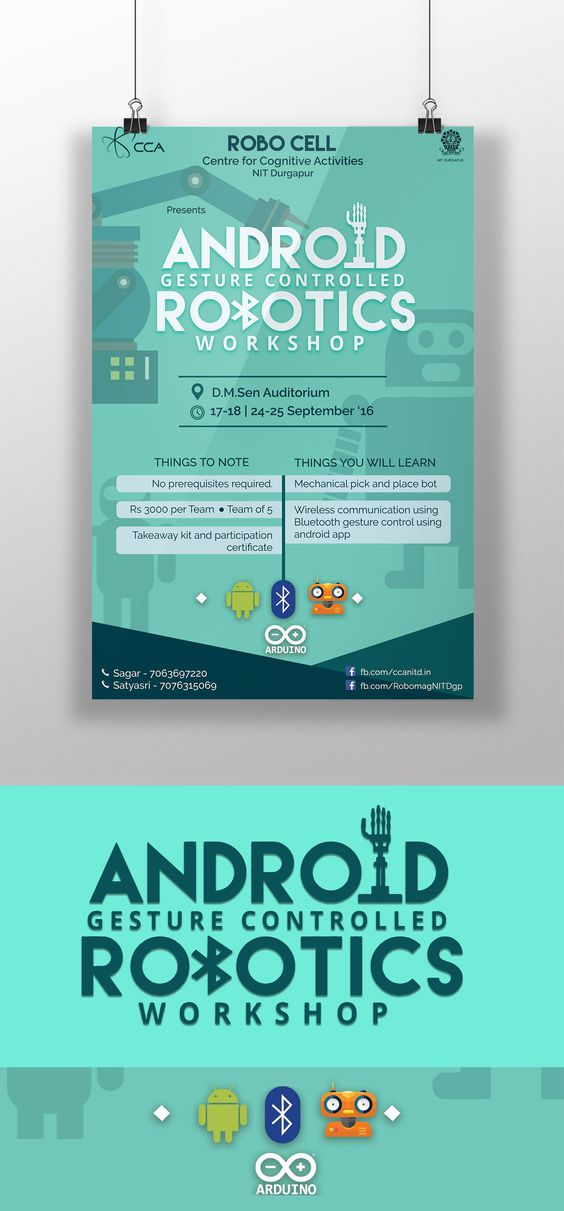 CCA
ROBO CELL
Centre for Cognitive Activities
NIT Durgapur
NIT DURGAPUR
Presents
ANDROID
GESTURE CONTROLLED
ROBOTICS
WORKSHOP
D.M.Sen Auditorium
17-18 | 24-25 September '16
THINGS TO NOTE
No prerequisites required.
Rs 3000 per Team ● Team of 5
Takeaway kit and participation
certificate
THINGS YOU WILL LEARN
Mechanical pick and place bot
Wireless communication using
Bluetooth gesture control using
android app
ARDUINO
Sagar - 7063697220
Satyasri - 7076315069
fb.com/ccanitd.in
fb.com/RobomagNITDgp
ANDROID
GESTURE CONTROLLED
ROBOTICS
WORKSHOP
ARDUINO